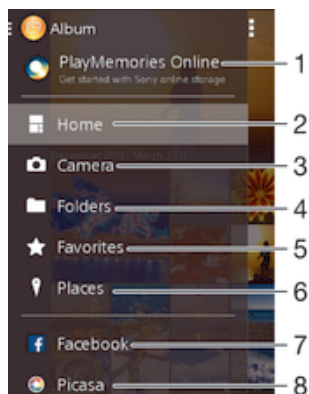 Album
PlayMemories Online 1
Get started with Sony online storage
Home 2
Camera 3
Folders 4
Favorites 5
Places 6
Facebook 7
Picasa 8